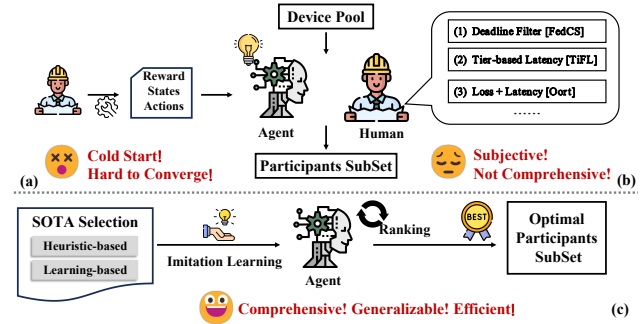 Device Pool
Reward
States
Actions
Agent
Human
(1) Deadline Filter [FedCS]
(2) Tier-based Latency [TiFL]
(3) Loss + Latency [Oort]
......
Participants SubSet
Cold Start!
Hard to Converge!
(a)
Subjective!
Not Comprehensive!
(b)
SOTA Selection
Heuristic-based
Learning-based
Imitation Learning
Agent
Ranking
BEST
Optimal
Participants
SubSet
Comprehensive! Generalizable! Efficient!
(c)